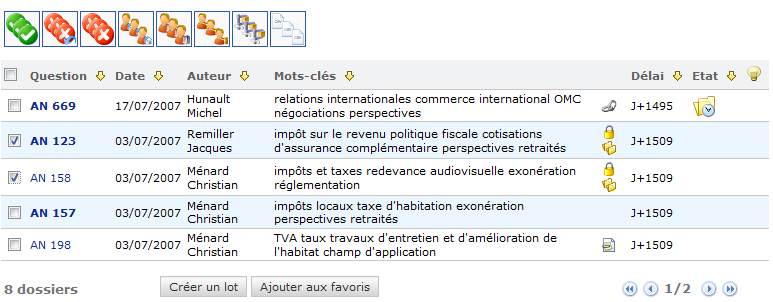 Question Date Auteur Mots-clés Délai Etat
AN 669 17/07/2007 Hunault Michel relations internationales commerce international OMC négociations perspectives J+1495
AN 123 03/07/2007 Remiller Jacques impôt sur le revenu politique fiscale cotisations d'assurance complémentaire perspectives retraités J+1509
AN 158 03/07/2007 Ménard Christian impôts et taxes redevance audiovisuelle exonération réglementation J+1509
AN 157 03/07/2007 Ménard Christian impôts locaux taxe d'habitation exonération perspectives retraités J+1509
AN 198 03/07/2007 Ménard Christian TVA taux travaux d'entretien et d'amélioration de l'habitat champ d'application J+1509
8 dossiers Créer un lot Ajouter aux favoris 1/2